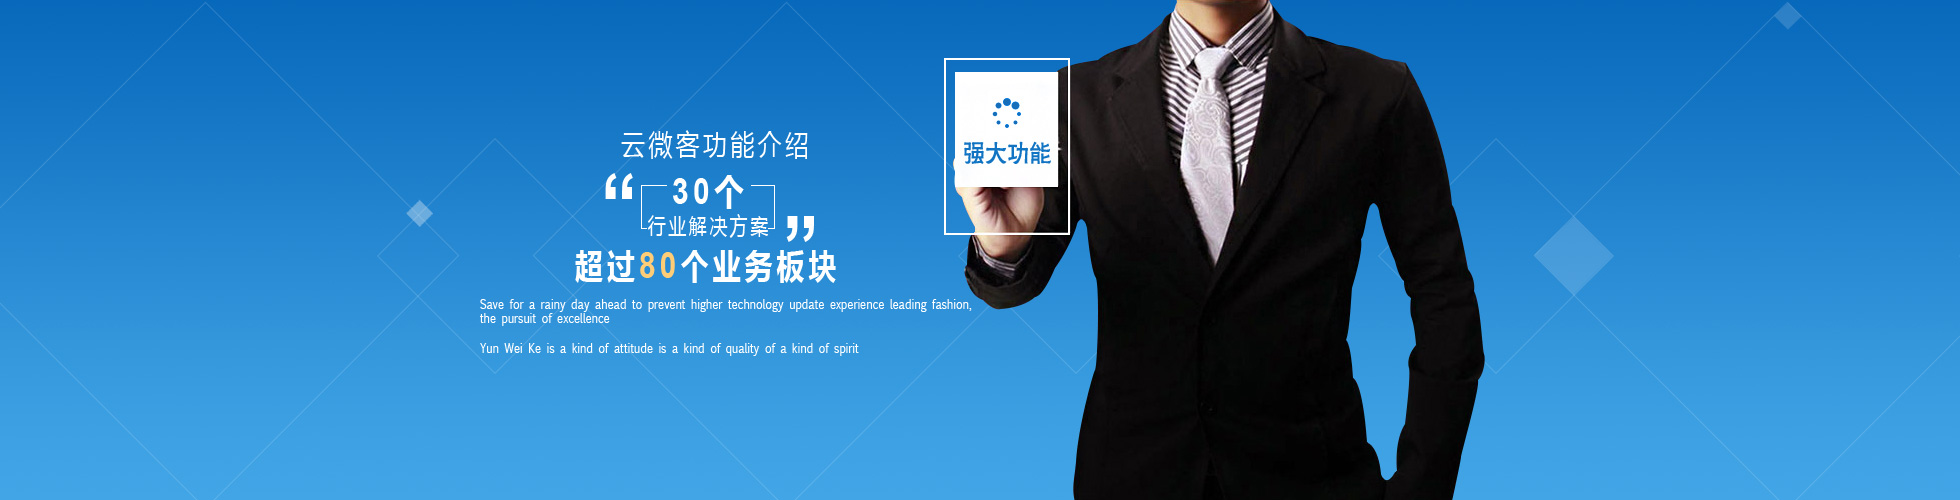 云微客功能介绍
“30个
行业解决方案”
超过80个业务板块
Save for a rainy day ahead to prevent higher technology update experience leading fashion,
the pursuit of excellence
Yun Wei Ke is a kind of attitude is a kind of quality of a kind of spirit
强大功能